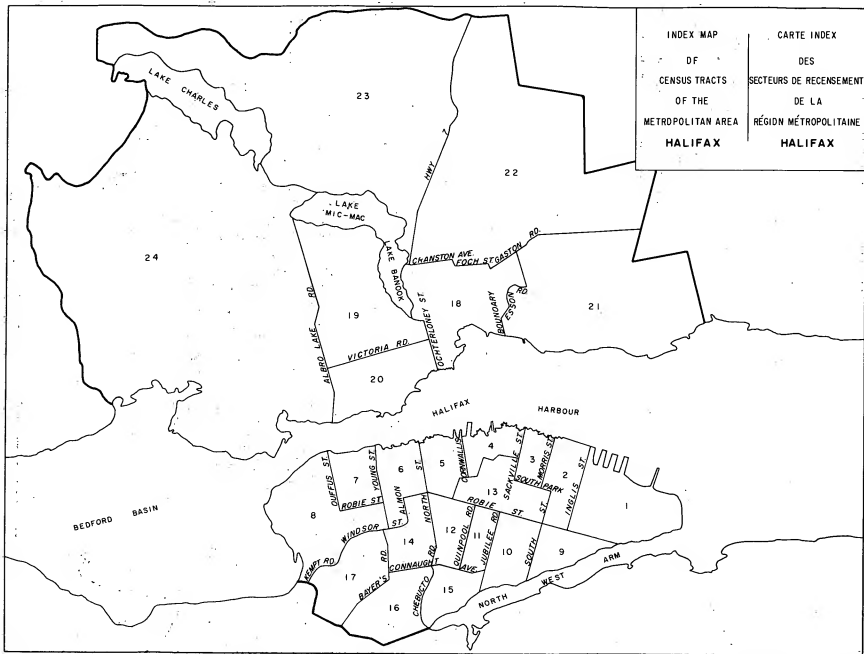 INDEX MAP
DF
CENSUS TRACTS
OF THE
METRDPOLITAN AREA
HALIFAX
CARTE INDEX
DES
SECTEURS DE RECENSEMENT
DE LA
RÉGIDN MÉTROPOLITAINE
HALIFAX
LAKE CHARLES
23
HWY 7
22
LAKE
MIC-MAC
LAKE BANOOK
CRANSTON AVE.
FOCH ST.
GASTON RD.
24
19
ALBRO LAKE RD.
VICTORIA RD.
OCHTERLONEY ST.
18
BOUNDARY
ESSON RD.
21
20
HALIFAX HARBOUR
BEDFORD BASIN
DUFFUS ST.
7
YOUNG ST.
6
ALMON ST.
5
CORNWALLIS
4
SACKVILLE ST.
3
MORRIS ST.
2
INGLIS ST.
1
SOUTH PARK ST.
13
ROBIE ST.
ROBIE ST
8
WINDSOR ST.
KEMPT RD.
NORTH
14
12
QUINPOOL RD.
11
JUBILEE RD.
10
SOUTH
9
17
BAYER'S RD.
CONNAUGHT AVE.
CHEBUCTO RD.
15
16
NORTH WEST ARM